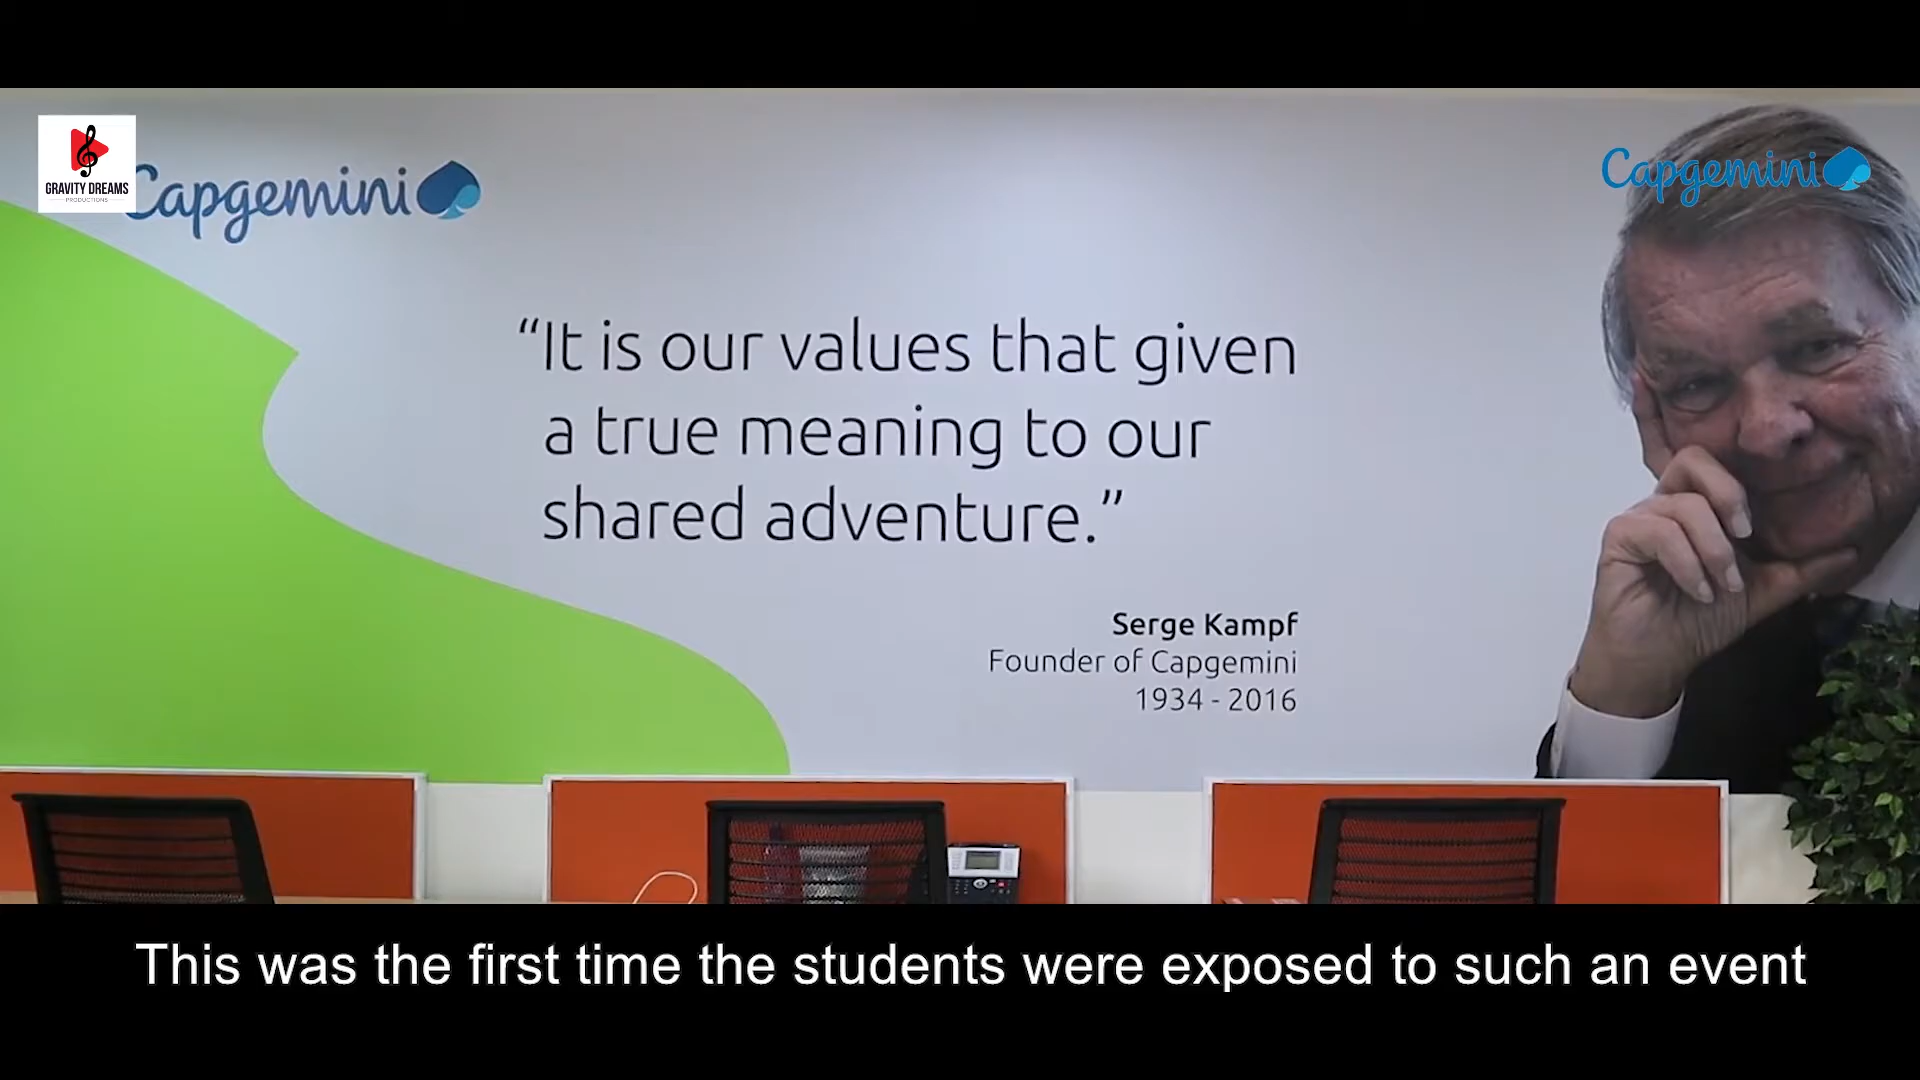 GRAVITY DREAMS
PRODUCTIONS
Capgemini
Capgemini
“It is our values that given
a true meaning to our
shared adventure.”
Serge Kampf
Founder of Capgemini
1934 - 2016
This was the first time the students were exposed to such an event